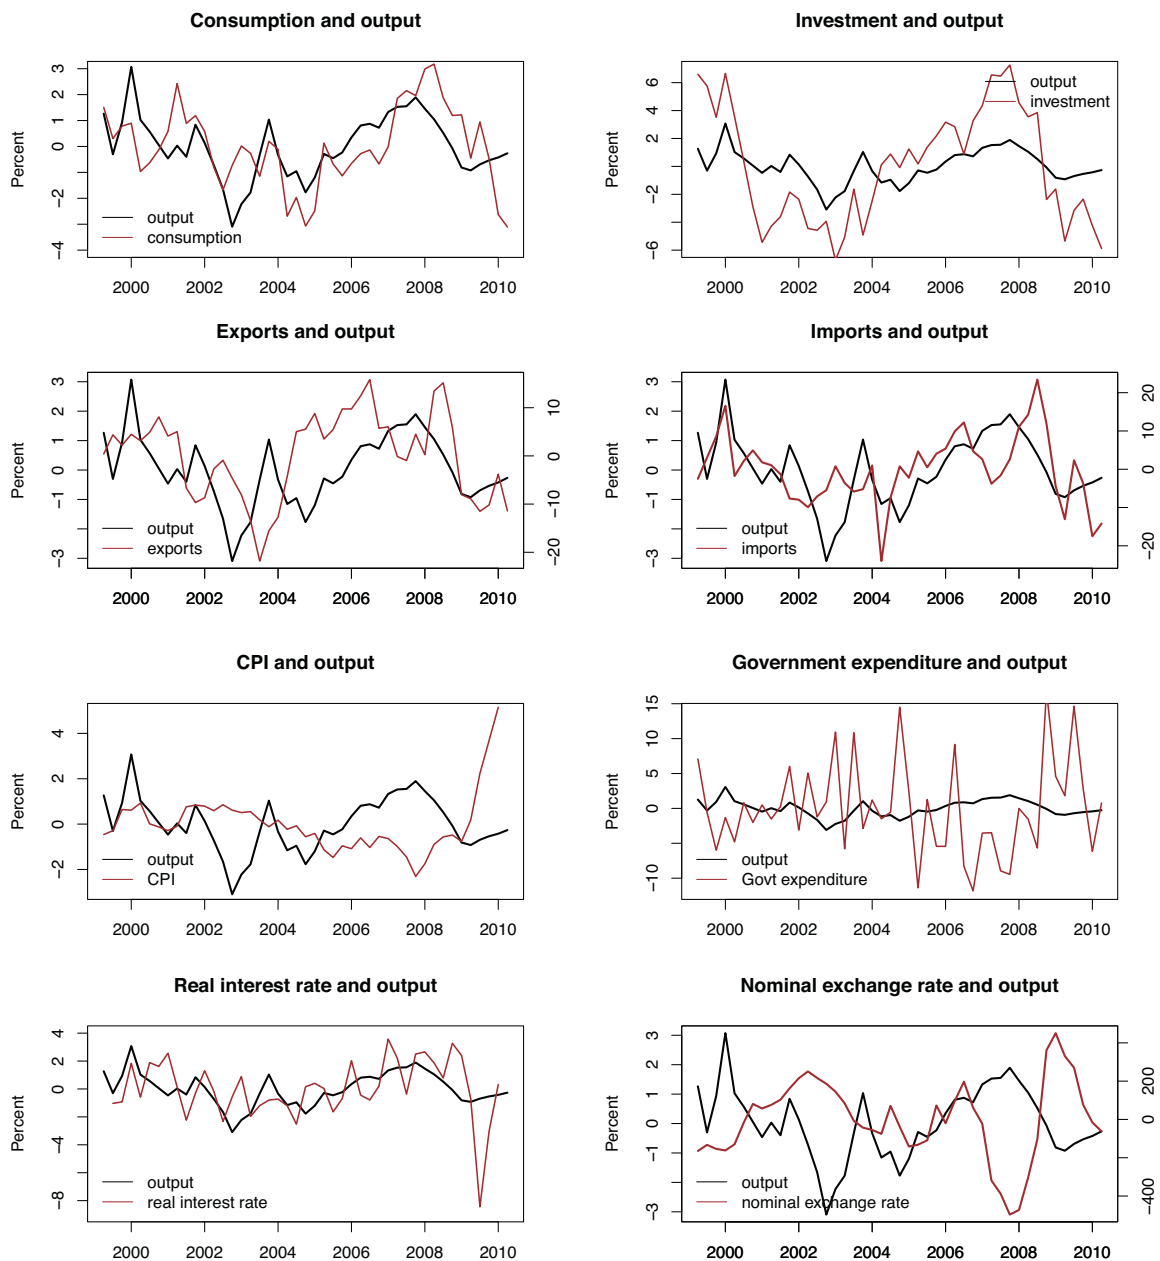 Consumption and output
Percent
3
2
1
0
−2
−4
output
consumption
2000 2002 2004 2006 2008 2010
Investment and output
Percent
6
4
2
−2
−6
output
investment
2000 2002 2004 2006 2008 2010
Exports and output
3
2
1
0
−1
−3
10
0
−10
−20
output
exports
2000 2002 2004 2006 2008 2010
Imports and output
3
2
1
0
−1
−3
20
10
0
−20
output
imports
2000 2002 2004 2006 2008 2010
CPI and output
Percent
4
2
0
−2
output
CPI
2000 2002 2004 2006 2008 2010
Government expenditure and output
Percent
15
10
5
0
−10
output
Govt expenditure
2000 2002 2004 2006 2008 2010
Real interest rate and output
Percent
4
2
0
−4
−8
output
real interest rate
2000 2002 2004 2006 2008 2010
Nominal exchange rate and output
Percent
3
2
1
0
−1
−3
200
0
−400
output
nominal exchange rate
2000 2002 2004 2006 2008 2010